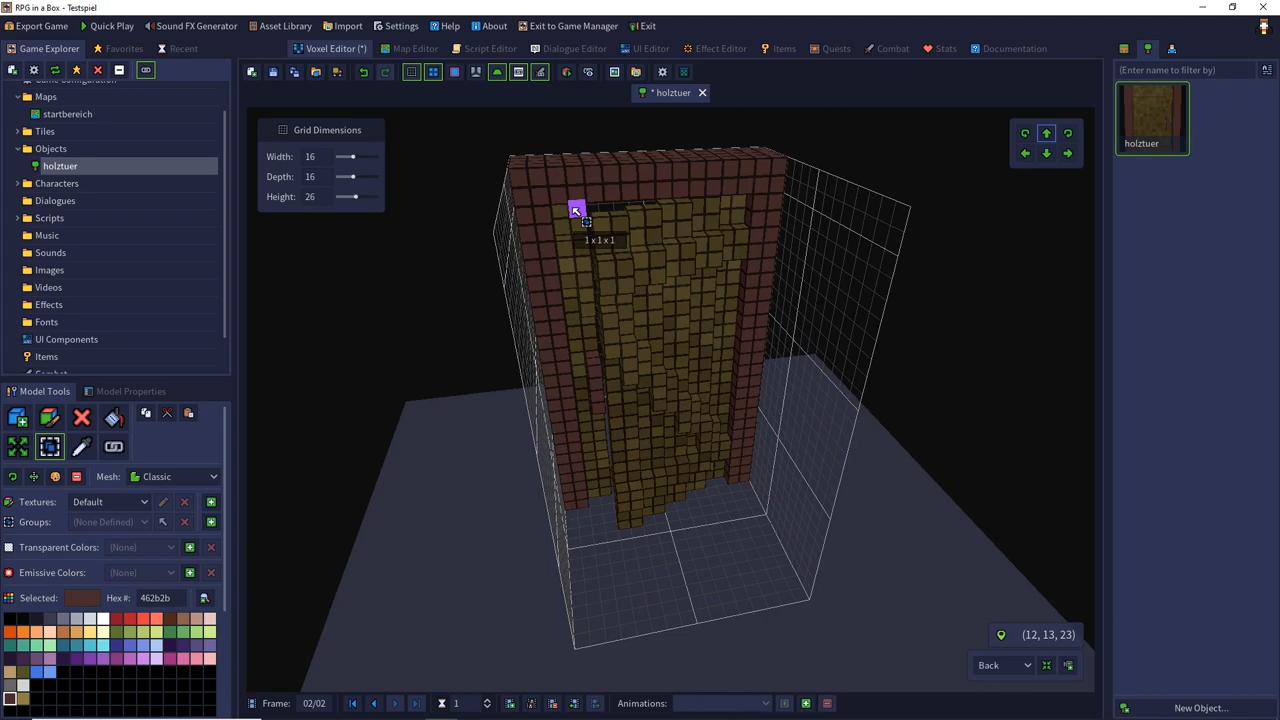 RPG in a Box - Testspiel
Export Game Quick Play Sound FX Generator Asset Library Import Settings Help About Exit to Game Manager Exit
Game Explorer Favorites Recent Voxel Editor (*) Map Editor Script Editor Dialogue Editor UI Editor Effect Editor Items Quests Combat Stats Documentation
(Enter name to filter by)
* holztuer
Maps
startbereich
Tiles
Objects
holztuer
Characters
Dialogues
Scripts
Music
Sounds
Images
Videos
Effects
Fonts
UI Components
Items
Grid Dimensions
Width: 16
Depth: 16
Height: 26
1x1x1
holztuer
Model Tools Model Properties
Mesh: Classic
Textures: Default
Groups: (None Defined)
Transparent Colors: (None)
Emissive Colors: (None)
Selected: Hex #: 462b2b
(12, 13, 23)
Back
Frame: 02/02 1 Animations:
New Object...